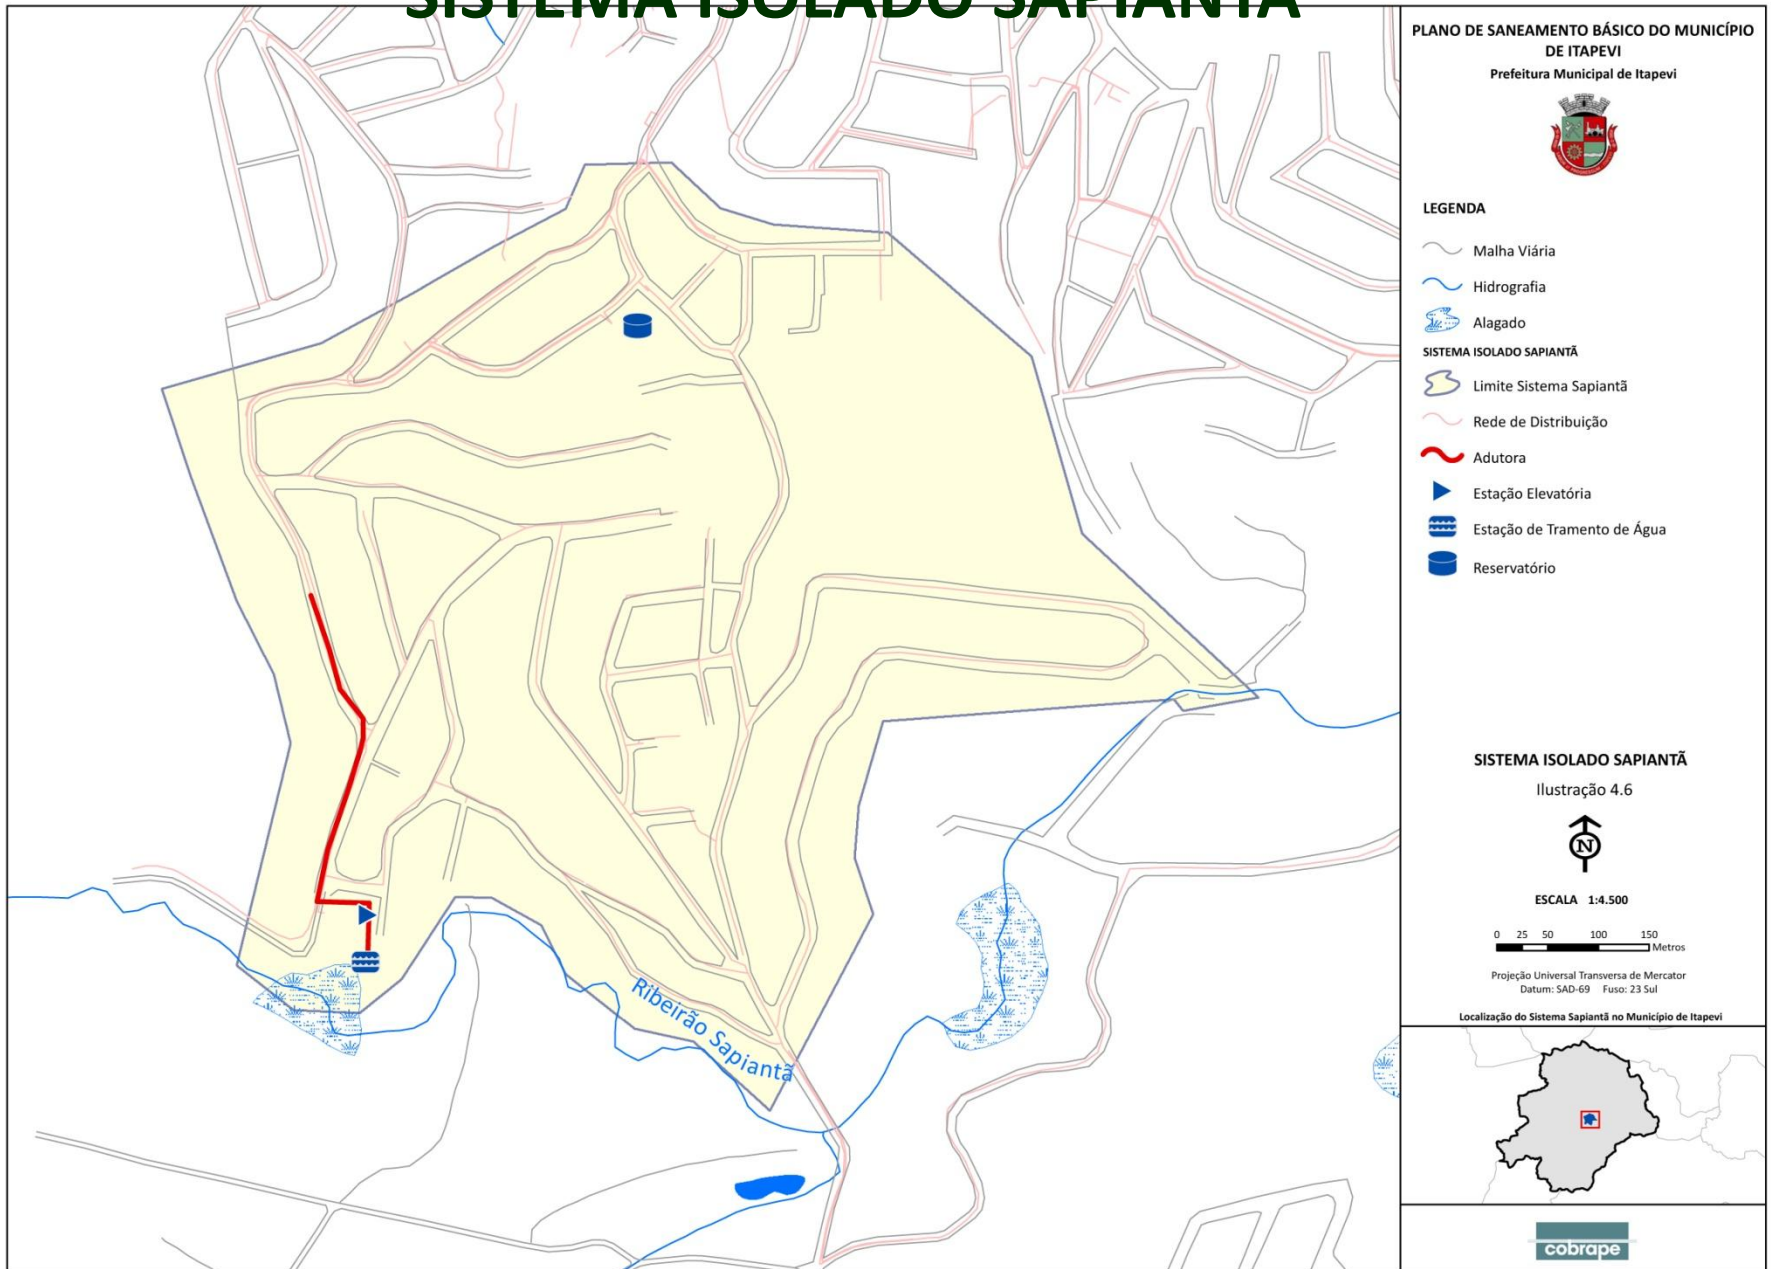 SISTEMA ISOLADO SAPIANTÃ
PLANO DE SANEAMENTO BÁSICO DO MUNICÍPIO
DE ITAPEVI
Prefeitura Municipal de Itapevi
LEGENDA
Malha Viária
Hidrografia
Alagado
SISTEMA ISOLADO SAPIANTÃ
Limite Sistema Sapiantã
Rede de Distribuição
Adutora
Estação Elevatória
Estação de Tramento de Água
Reservatório
SISTEMA ISOLADO SAPIANTÃ
Ilustração 4.6
N
ESCALA 1:4.500
0 25 50 100 150
Metros
Projeção Universal Transversa de Mercator
Datum: SAD-69 Fuso: 23 Sul
Localização do Sistema Sapiantã no Município de Itapevi
cobrape
Ribeirão Sapiantã